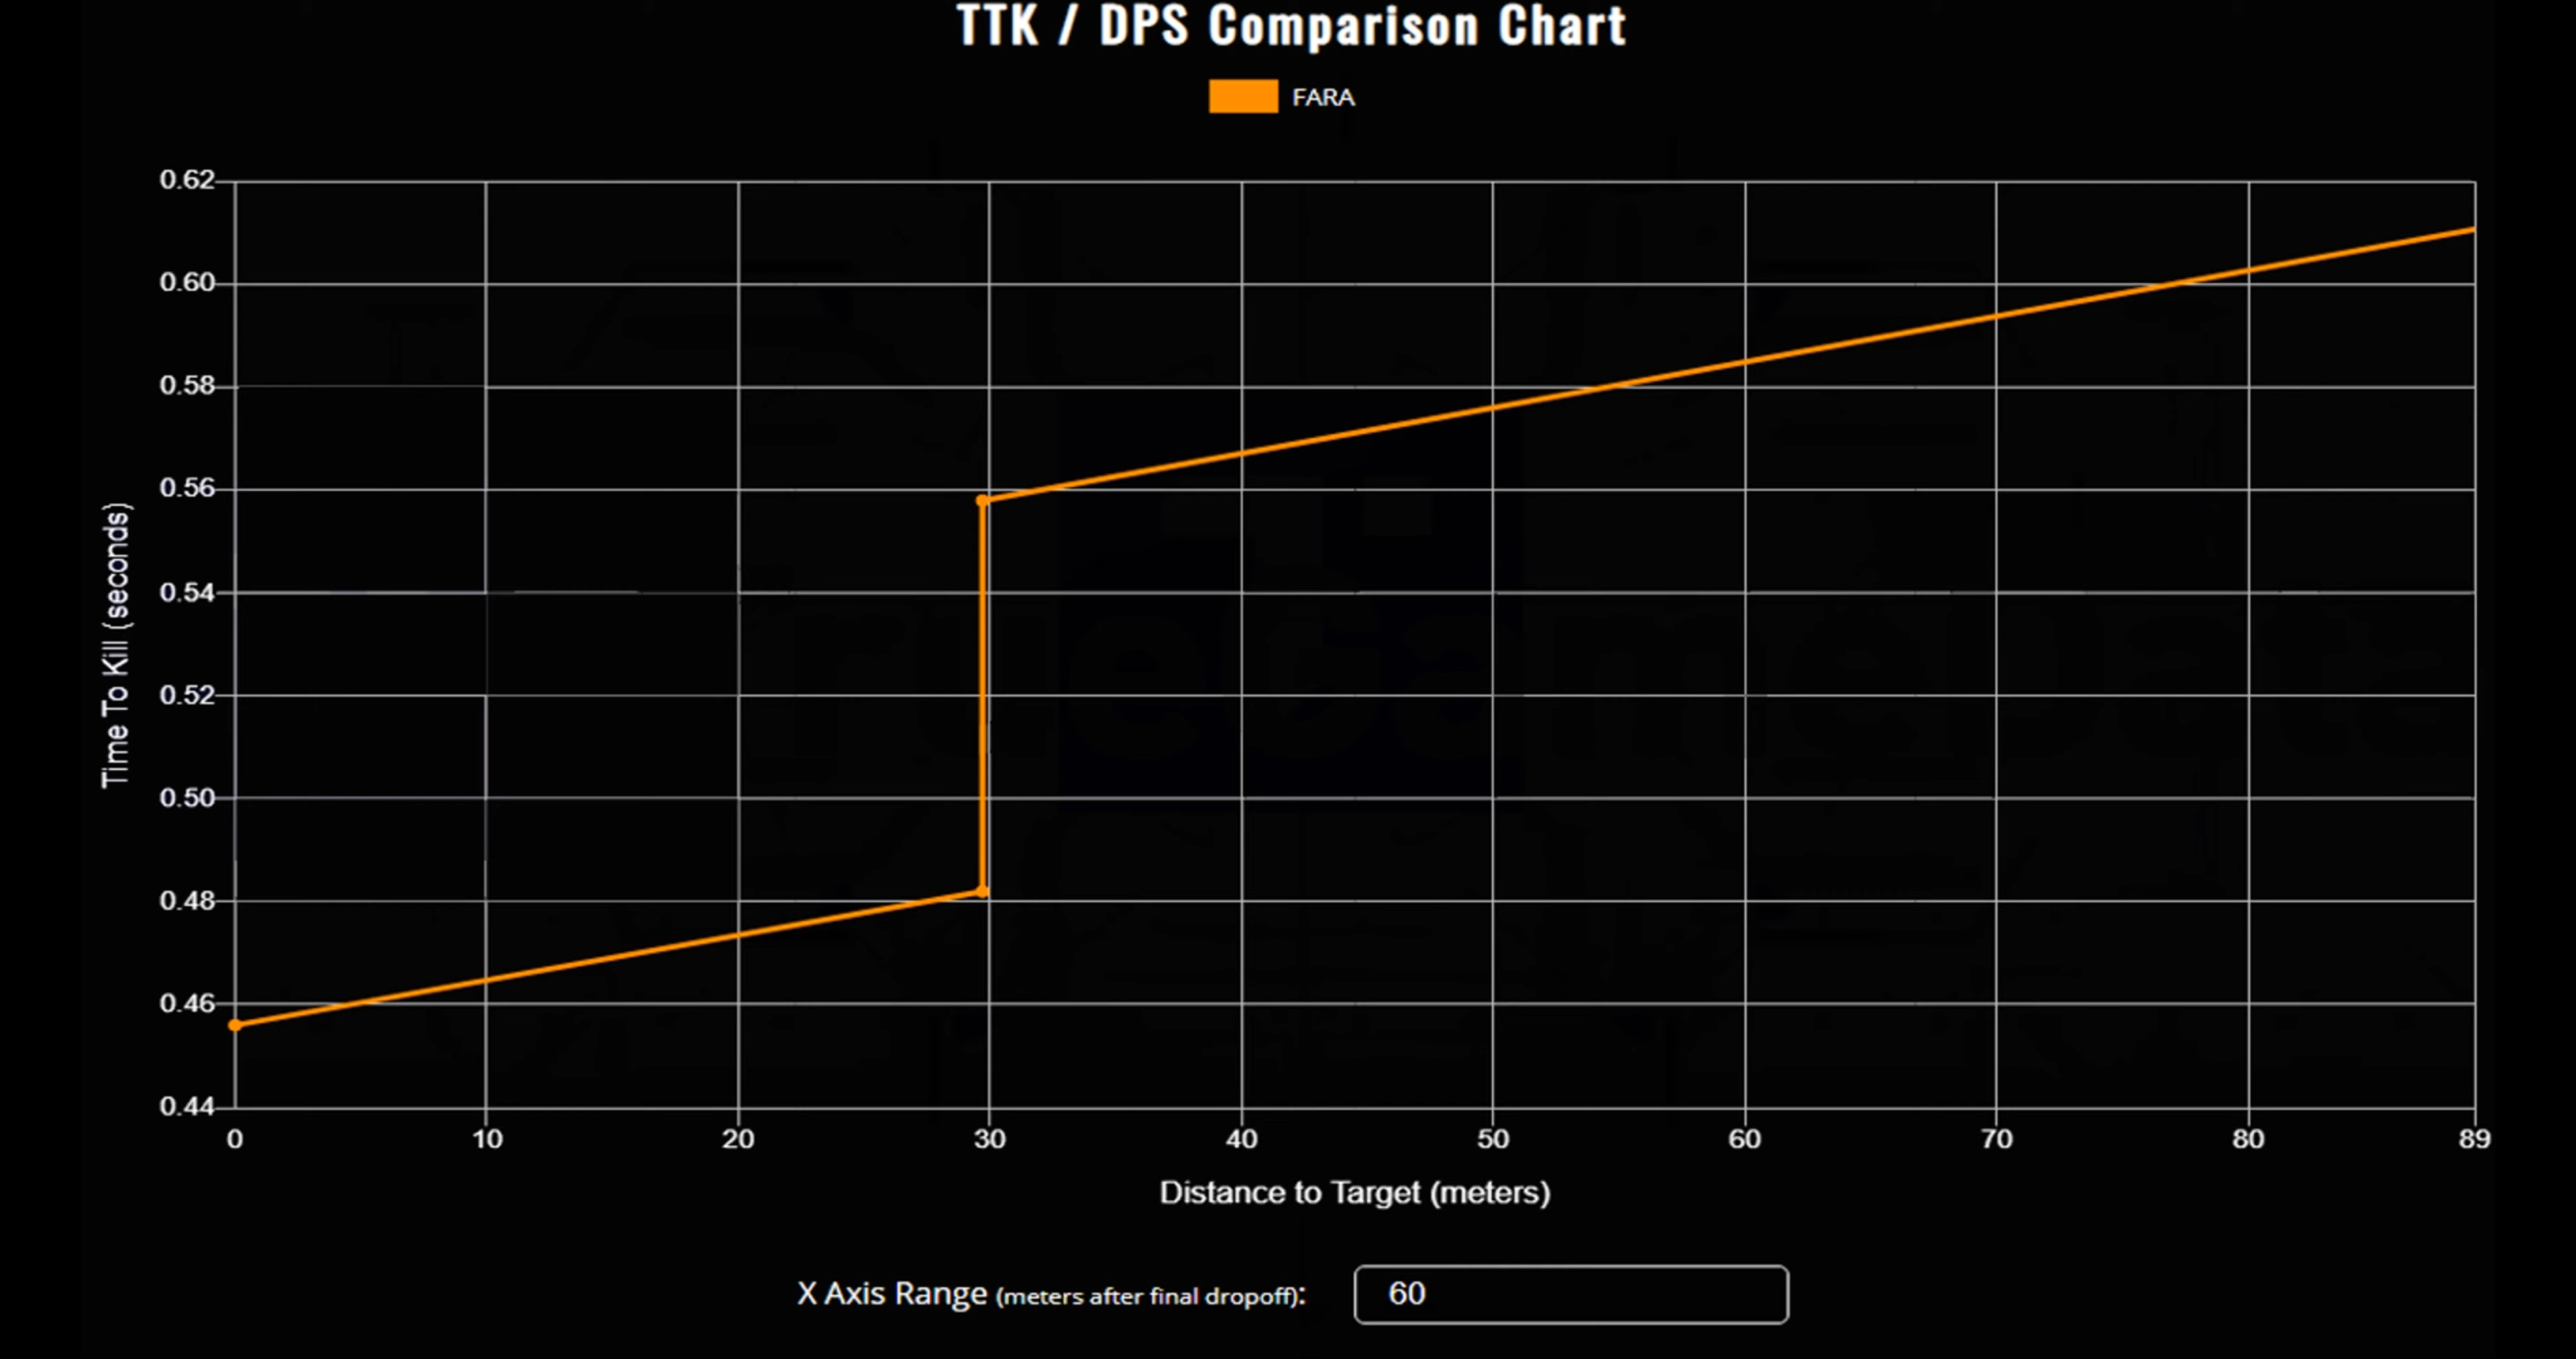 TTK / DPS Comparison Chart
FARA
0.62
0.60
0.58
0.56
0.54
0.52
0.50
0.48
0.46
0.44
Time To Kill (seconds)
0 10 20 30 40 50 60 70 80 89
Distance to Target (meters)
X Axis Range (meters after final dropoff): 60